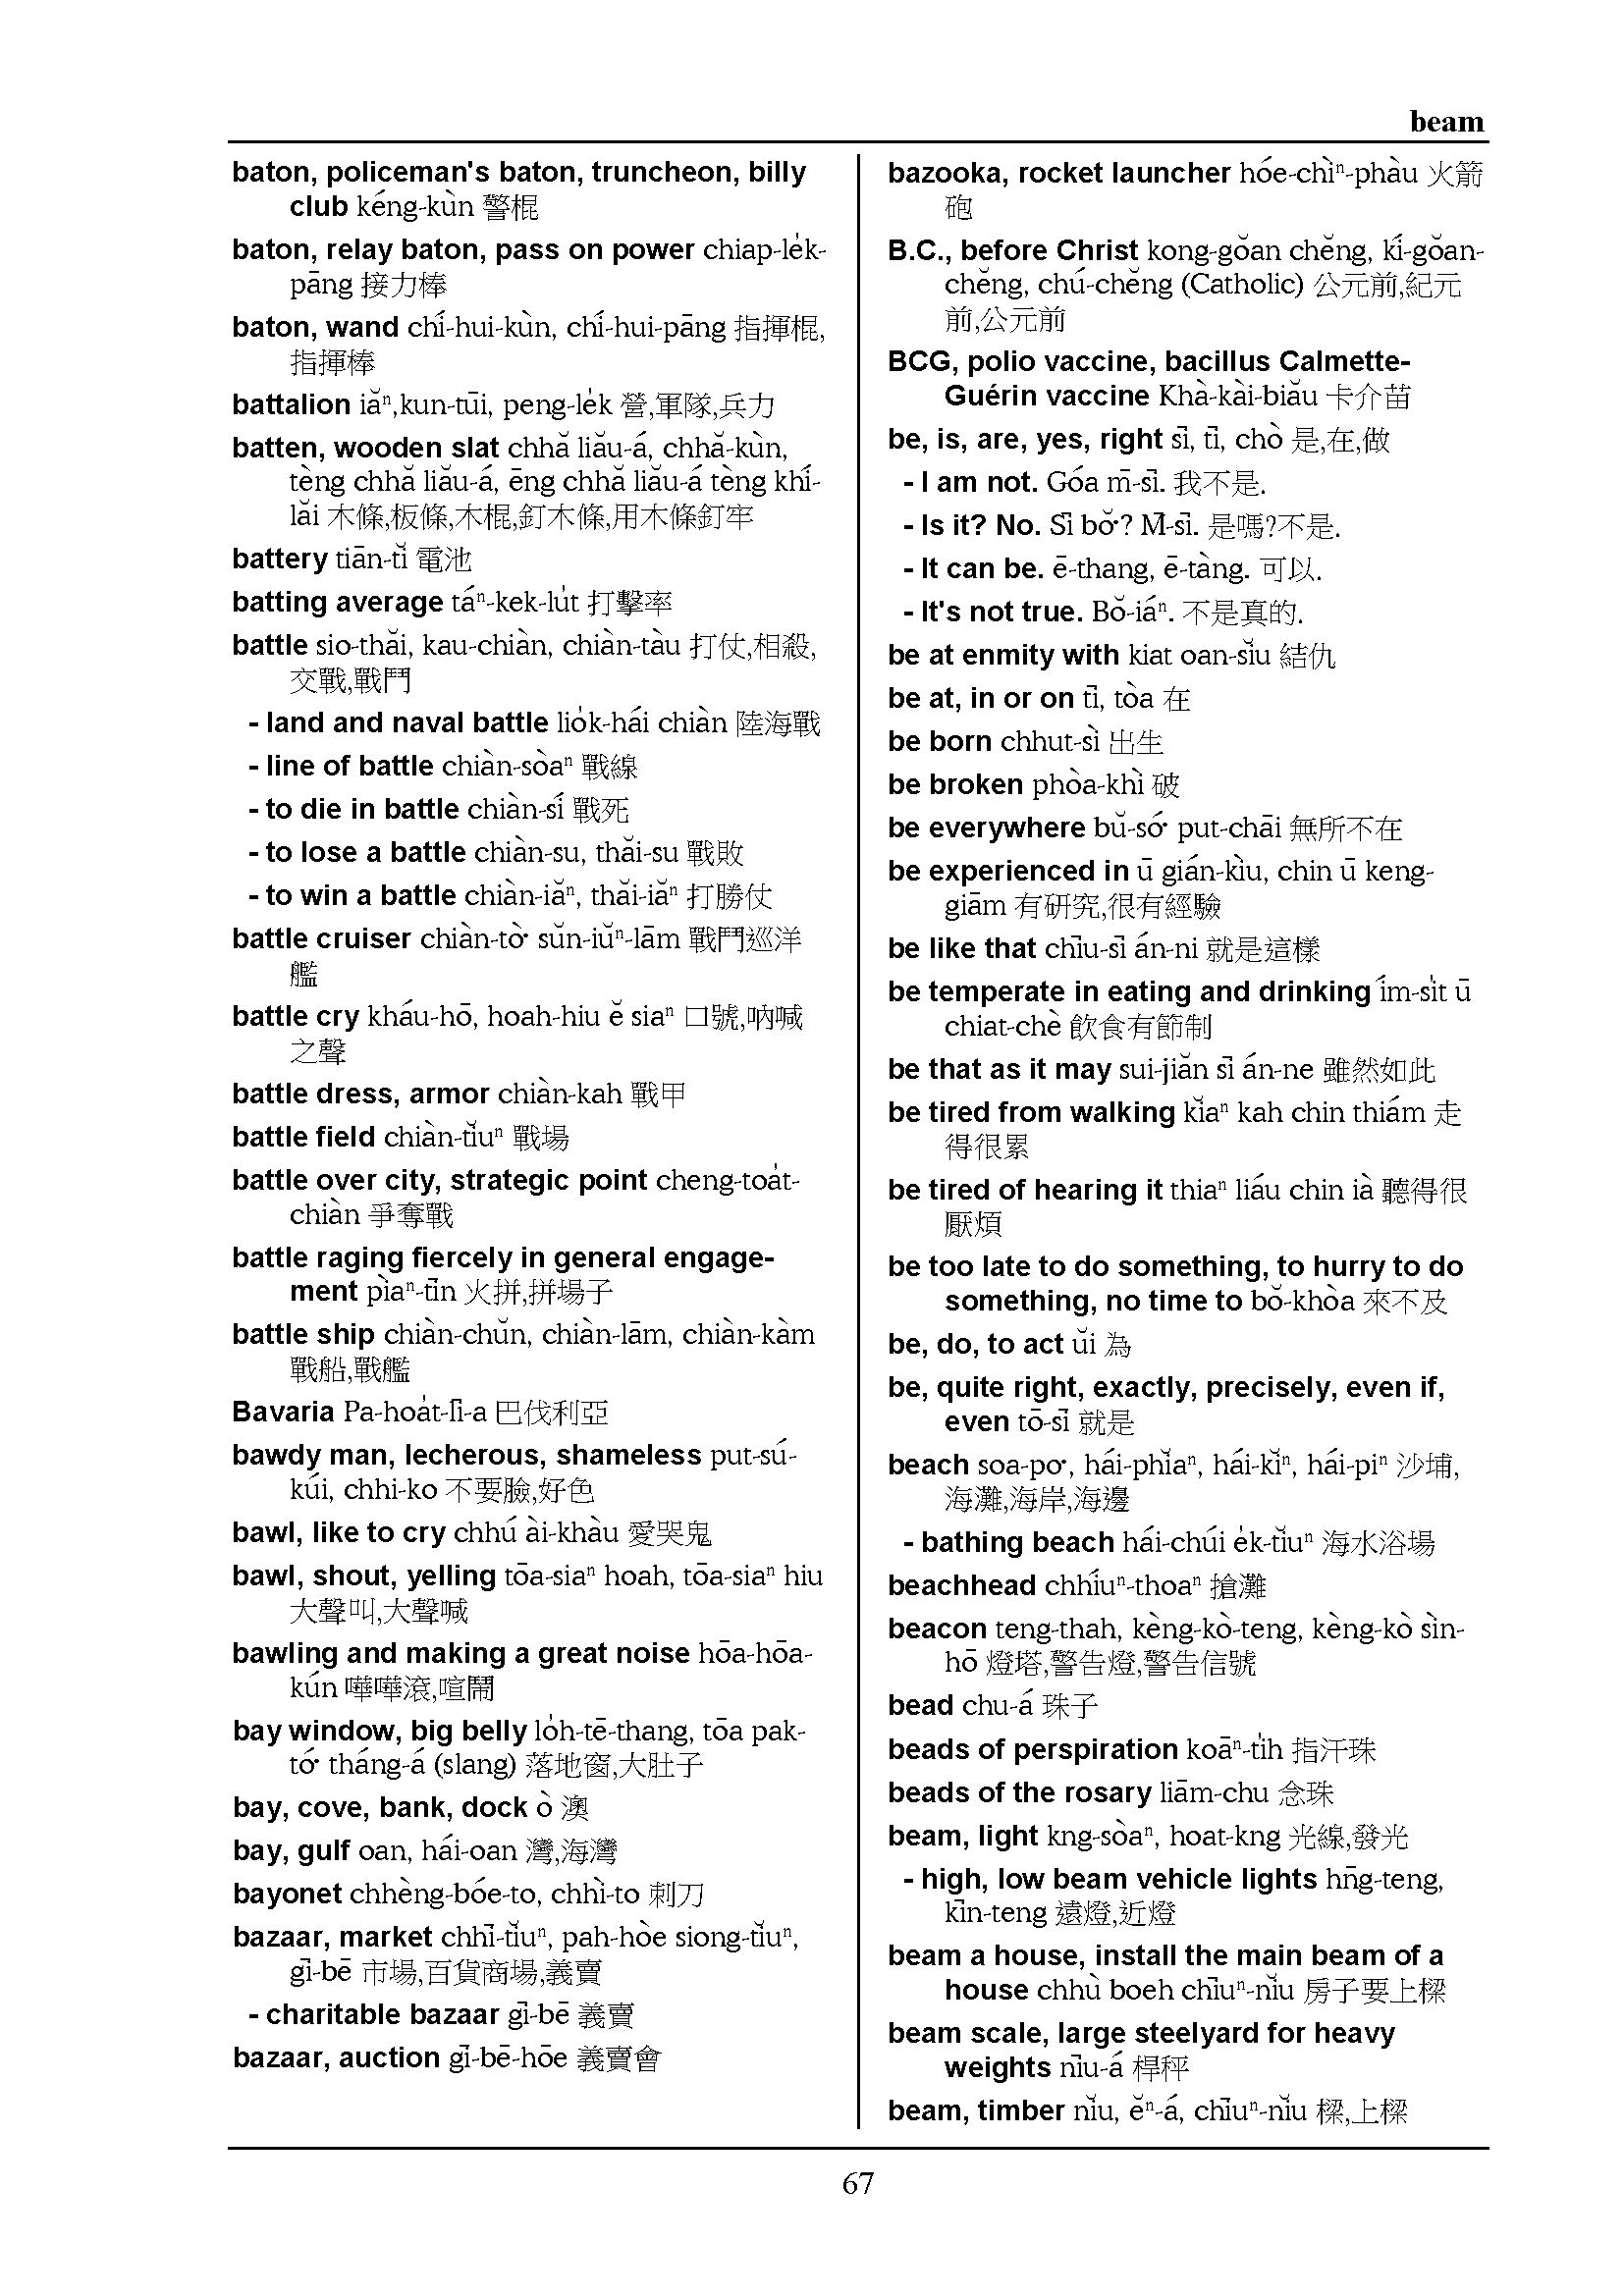 beam
baton, policeman's baton, truncheon, billy
club kéng-kùn 警棍
baton, relay baton, pass on power chiap-le̍k-
pāng 接力棒
baton, wand chí-hui-kùn, chí-hui-pāng 指揮棍,
指揮棒
battalion iăⁿ,kun-tūi, peng-le̍k 營,軍隊,兵力
batten, wooden slat chhă liău-á, chhă-kùn,
tèng chhă liău-á, ēng chhă liău-á tèng khí-
lăi 木條,板條,木棍,釘木條,用木條釘牢
battery tiān-tĭ 電池
batting average táⁿ-kek-lu̍t 打擊率
battle sio-thăi, kau-chiàn, chiàn-tàu 打仗,相殺,
交戰,戰鬥
- land and naval battle lio̍k-hái chiàn 陸海戰
- line of battle chiàn-sòaⁿ 戰線
- to die in battle chiàn-sí 戰死
- to lose a battle chiàn-su, thăi-su 戰敗
- to win a battle chiàn-iăⁿ, thăi-iăⁿ 打勝仗
battle cruiser chiàn-tò͘ sŭn-iŭⁿ-lām 戰鬥巡洋
艦
battle cry kháu-hō, hoah-hiu ĕ siaⁿ 口號,吶喊
之聲
battle dress, armor chiàn-kah 戰甲
battle field chiàn-tĭuⁿ 戰場
battle over city, strategic point cheng-toa̍t-
chiàn 爭奪戰
battle raging fiercely in general engage-
ment pìaⁿ-tīn 火拼,拼場子
battle ship chiàn-chŭn, chiàn-lām, chiàn-kàm
戰船,戰艦
Bavaria Pa-hoa̍t-lī-a 巴伐利亞
bawdy man, lecherous, shameless put-sú-
kúi, chhi-ko 不要臉,好色
bawl, like to cry chhú ài-khàu 愛哭鬼
bawl, shout, yelling tōa-siaⁿ hoah, tōa-siaⁿ hiu
大聲叫,大聲喊
bawling and making a great noise hōa-hōa-
kún 嘩嘩滾,喧鬧
bay window, big belly lo̍h-tē-thang, tōa pak-
tó͘ tháng-á (slang) 落地窗,大肚子
bay, cove, bank, dock ò 澳
bay, gulf oan, hái-oan 灣,海灣
bayonet chhèng-bóe-to, chhì-to 刺刀
bazaar, market chhī-tĭuⁿ, pah-hòe siong-tĭuⁿ,
gī-bē 市場,百貨商場,義賣
- charitable bazaar gī-bē 義賣
bazaar, auction gī-bē-hōe 義賣會
bazooka, rocket launcher hóe-chìⁿ-phàu 火箭
砲
B.C., before Christ kong-gŏan chĕng, kí-gŏan-
chĕng, chú-chĕng (Catholic) 公元前,紀元
前,公元前
BCG, polio vaccine, bacillus Calmette-
Guérin vaccine Khà-kài-biău 卡介苗
be, is, are, yes, right sī, tī, chò 是,在,做
- I am not. Góa m̄-sī. 我不是.
- Is it? No. Sī bŏ͘? M̄-sī. 是嗎?不是.
- It can be. ē-thang, ē-tàng. 可以.
- It's not true. Bŏ-iáⁿ. 不是真的.
be at enmity with kiat oan-sĭu 結仇
be at, in or on tī, tòa 在
be born chhut-sì 出生
be broken phòa-khì 破
be everywhere bŭ-só͘ put-chāi 無所不在
be experienced in ū gián-kìu, chin ū keng-
giām 有研究,很有經驗
be like that chīu-sī án-ni 就是這樣
be temperate in eating and drinking ím-si̍t ū
chiat-chè 飲食有節制
be that as it may sui-jiăn sī án-ne 雖然如此
be tired from walking kĭaⁿ kah chin thiám 走
得很累
be tired of hearing it thiaⁿ liáu chin ià 聽得很
厭煩
be too late to do something, to hurry to do
something, no time to bŏ-khòa 來不及
be, do, to act ŭi 為
be, quite right, exactly, precisely, even if,
even tō-sī 就是
beach soa-po͘, hái-phĭaⁿ, hái-kĭⁿ, hái-piⁿ 沙埔,
海灘,海岸,海邊
- bathing beach hái-chúi e̍k-tĭuⁿ 海水浴場
beachhead chhíuⁿ-thoaⁿ 搶灘
beacon teng-thah, kèng-kò-teng, kèng-kò sìn-
hō 燈塔,警告燈,警告信號
bead chu-á 珠子
beads of perspiration koāⁿ-ti̍h 指汗珠
beads of the rosary liām-chu 念珠
beam, light kng-sòaⁿ, hoat-kng 光線,發光
- high, low beam vehicle lights hn̄g-teng,
kīn-teng 遠燈,近燈
beam a house, install the main beam of a
house chhù boeh chīuⁿ-nĭu 房子要上樑
beam scale, large steelyard for heavy
weights nīu-á 桿秤
beam, timber nĭu, ĕⁿ-á, chīuⁿ-nĭu 樑,上樑
67